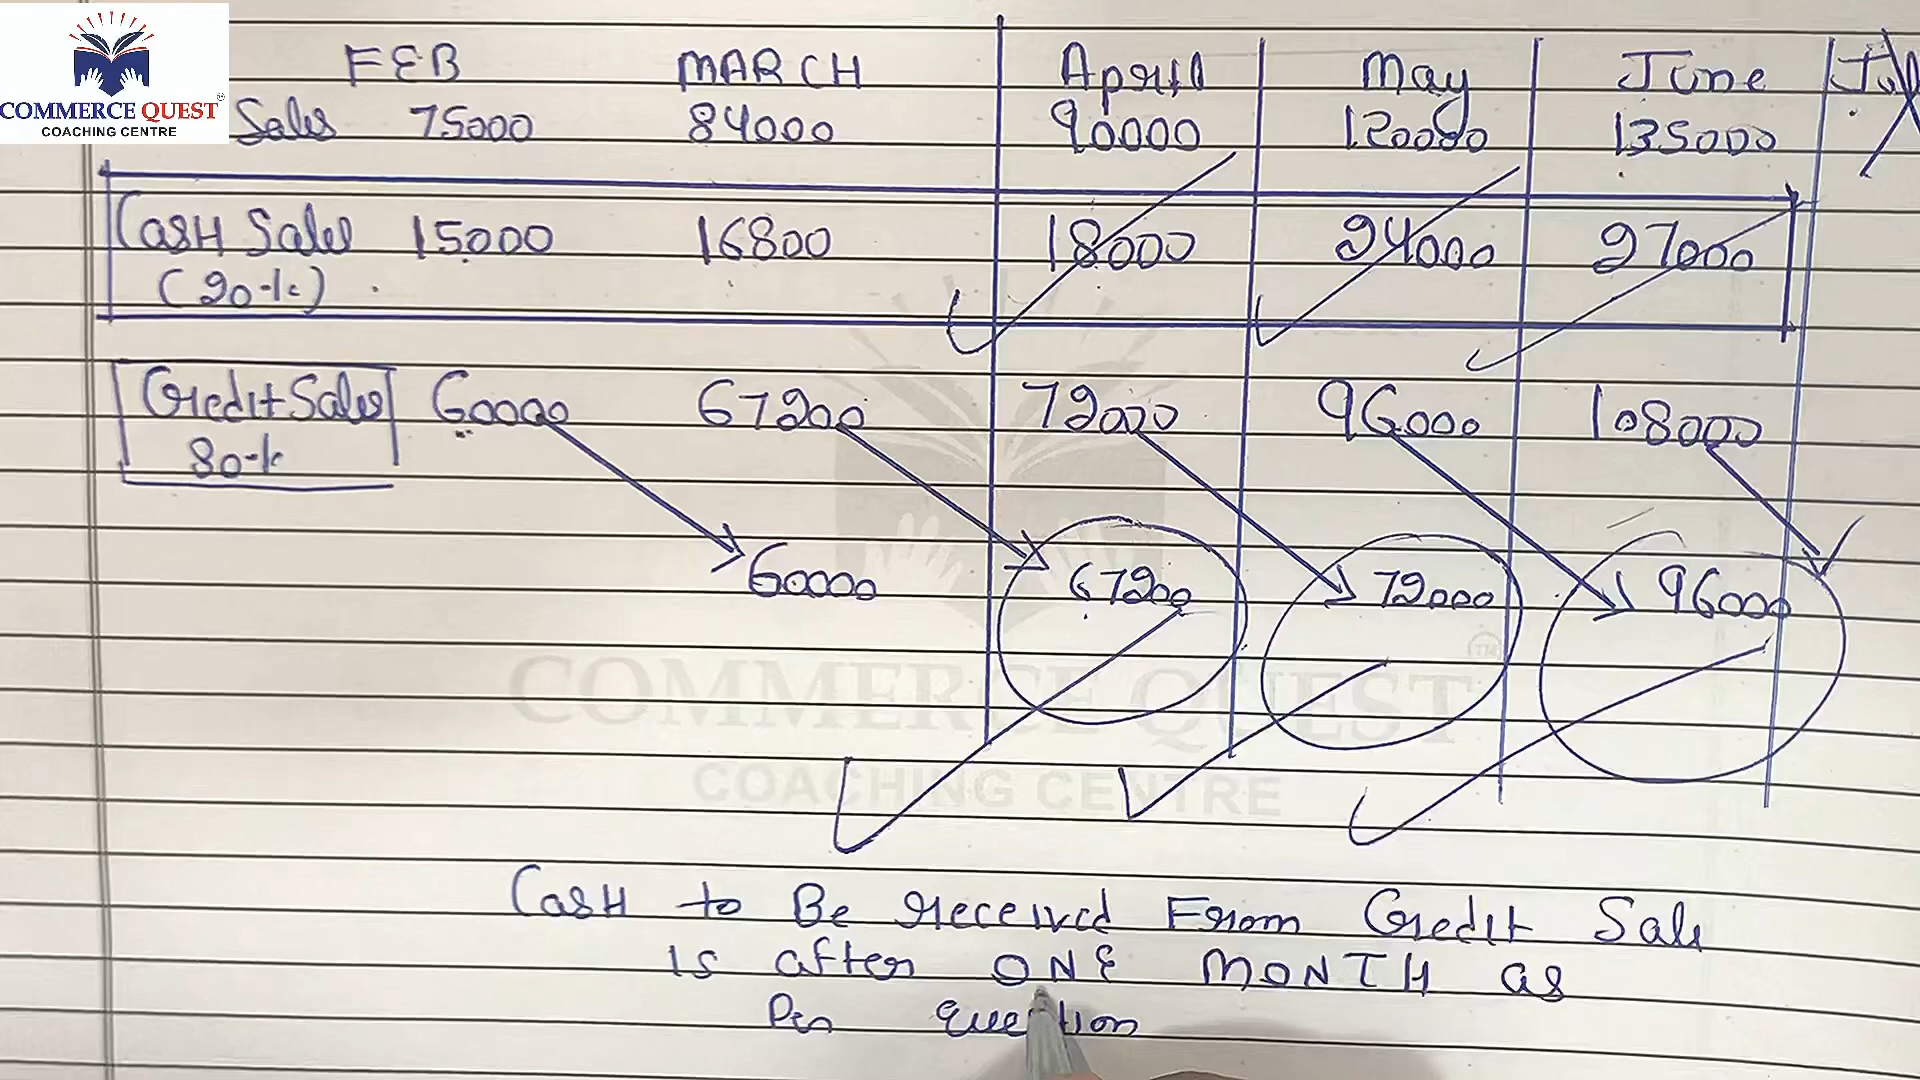 COMMERCE QUEST
COACHING CENTRE
FEB MARCH April May June July
Sales 75000 84000 90000 120000 135000
Cash Sales 15000 16800 18000 24000 27000
(20%)
Credit Sales 60000 67200 72000 96000 108000
80%
60000 67200 72000 96000
COMMERCE QUEST TM
COACHING CENTRE
Cash to Be received From Credit Sale
is after ONE MONTH as
Per Question